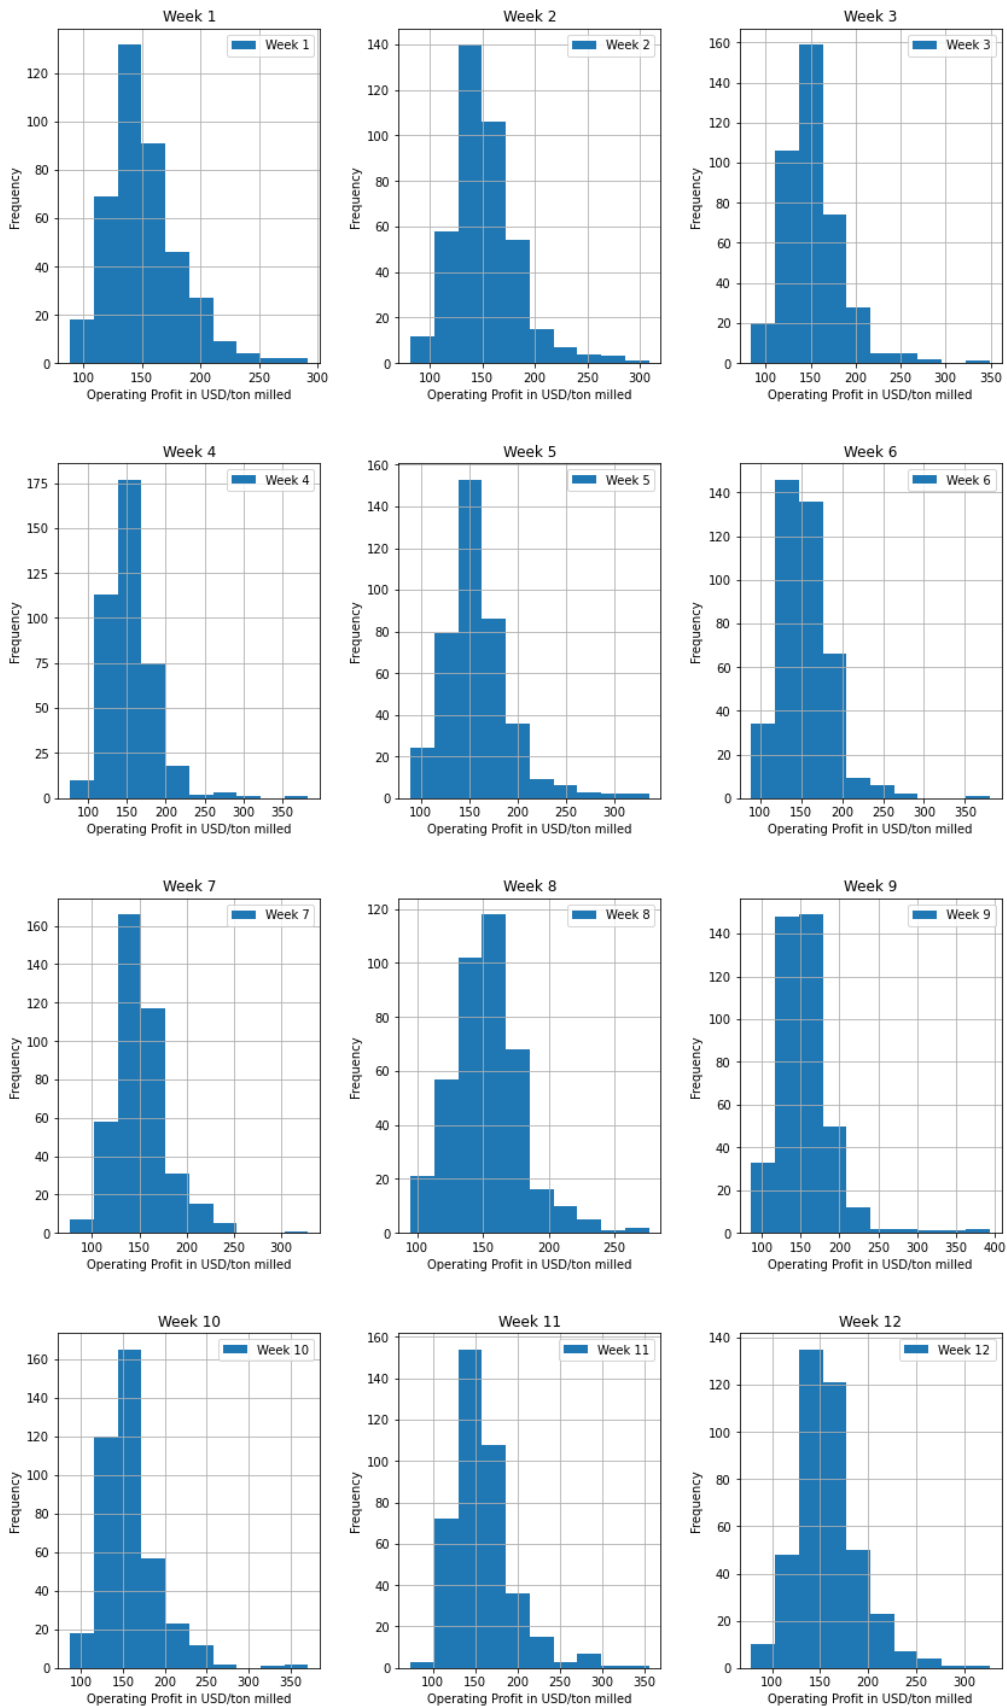 Week 1
Week 1
120
100
80
60
40
20
0
Frequency
100 150 200 250 300
Operating Profit in USD/ton milled
Week 2
Week 2
140
120
100
80
60
40
20
0
Frequency
100 150 200 250 300
Operating Profit in USD/ton milled
Week 3
Week 3
160
140
120
100
80
60
40
20
0
Frequency
100 150 200 250 300 350
Operating Profit in USD/ton milled
Week 4
Week 4
175
150
125
100
75
50
25
0
Frequency
100 150 200 250 300 350
Operating Profit in USD/ton milled
Week 5
Week 5
160
140
120
100
80
60
40
20
0
Frequency
100 150 200 250 300
Operating Profit in USD/ton milled
Week 6
Week 6
140
120
100
80
60
40
20
0
Frequency
100 150 200 250 300 350
Operating Profit in USD/ton milled
Week 7
Week 7
160
140
120
100
80
60
40
20
0
Frequency
100 150 200 250 300
Operating Profit in USD/ton milled
Week 8
Week 8
120
100
80
60
40
20
0
Frequency
100 150 200 250
Operating Profit in USD/ton milled
Week 9
Week 9
140
120
100
80
60
40
20
0
Frequency
100 150 200 250 300 350 400
Operating Profit in USD/ton milled
Week 10
Week 10
160
140
120
100
80
60
40
20
0
Frequency
100 150 200 250 300 350
Operating Profit in USD/ton milled
Week 11
Week 11
160
140
120
100
80
60
40
20
0
Frequency
100 150 200 250 300 350
Operating Profit in USD/ton milled
Week 12
Week 12
140
120
100
80
60
40
20
0
Frequency
100 150 200 250 300
Operating Profit in USD/ton milled